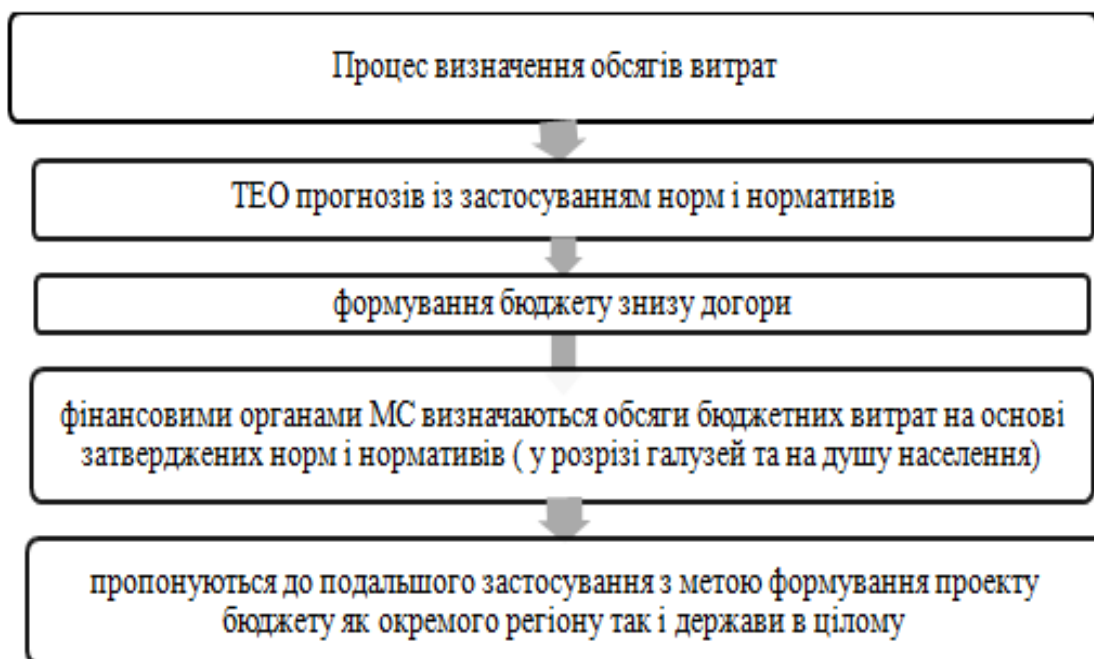 Процес визначення обсягів витрат
ТЕО прогнозів із застосуванням норм і нормативів
формування бюджету знизу догори
фінансовими органами МС визначаються обсяги бюджетних витрат на основі
затверджених норм і нормативів ( у розрізі галузей та на душу населення)
пропонуються до подальшого застосування з метою формування проекту
бюджету як окремого регіону так і держави в цілому